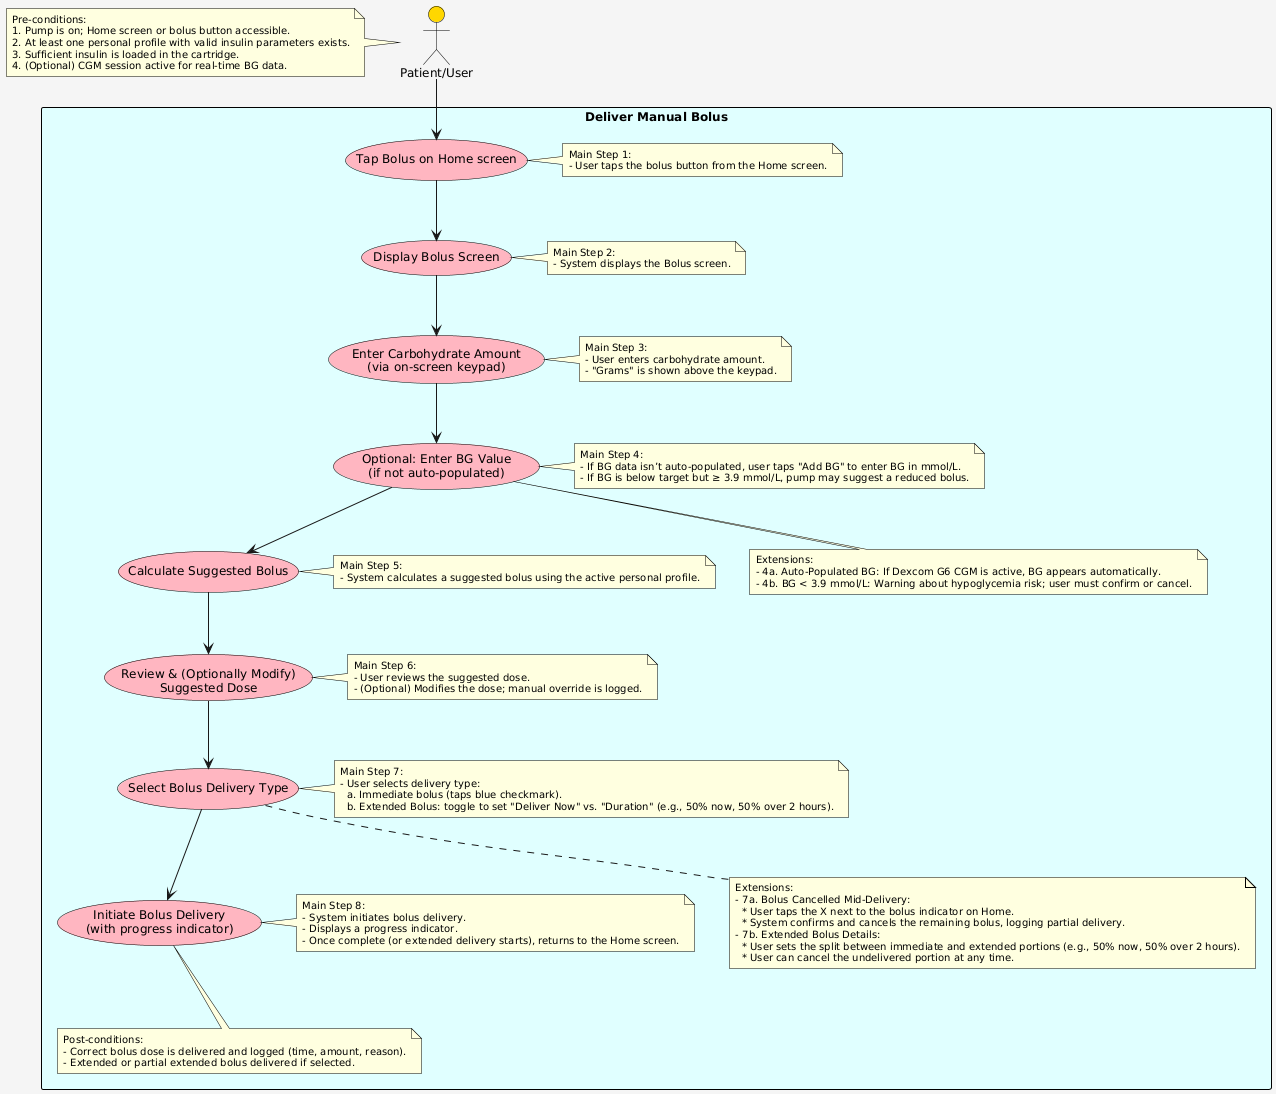 Pre-conditions:
1. Pump is on; Home screen or bolus button accessible.
2. At least one personal profile with valid insulin parameters exists.
3. Sufficient insulin is loaded in the cartridge.
4. (Optional) CGM session active for real-time BG data.
Patient/User
Deliver Manual Bolus
Tap Bolus on Home screen
Main Step 1:
- User taps the bolus button from the Home screen.
Display Bolus Screen
Main Step 2:
- System displays the Bolus screen.
Enter Carbohydrate Amount
(via on-screen keypad)
Main Step 3:
- User enters carbohydrate amount.
- "Grams" is shown above the keypad.
Optional: Enter BG Value
(if not auto-populated)
Main Step 4:
- If BG data isn't auto-populated, user taps "Add BG" to enter BG in mmol/L.
- If BG is below target but ≥ 3.9 mmol/L, pump may suggest a reduced bolus.
Calculate Suggested Bolus
Main Step 5:
- System calculates a suggested bolus using the active personal profile.
Extensions:
- 4a. Auto-Populated BG: If Dexcom G6 CGM is active, BG appears automatically.
- 4b. BG < 3.9 mmol/L: Warning about hypoglycemia risk; user must confirm or cancel.
Review & (Optionally Modify)
Suggested Dose
Main Step 6:
- User reviews the suggested dose.
- (Optional) Modifies the dose; manual override is logged.
Select Bolus Delivery Type
Main Step 7:
- User selects delivery type:
a. Immediate bolus (taps blue checkmark).
b. Extended Bolus: toggle to set "Deliver Now" vs. "Duration" (e.g., 50% now, 50% over 2 hours).
Initiate Bolus Delivery
(with progress indicator)
Main Step 8:
- System initiates bolus delivery.
- Displays a progress indicator.
- Once complete (or extended delivery starts), returns to the Home screen.
Extensions:
- 7a. Bolus Cancelled Mid-Delivery:
* User taps the X next to the bolus indicator on Home.
* System confirms and cancels the remaining bolus, logging partial delivery.
- 7b. Extended Bolus Details:
* User sets the split between immediate and extended portions (e.g., 50% now, 50% over 2 hours).
* User can cancel the undelivered portion at any time.
Post-conditions:
- Correct bolus dose is delivered and logged (time, amount, reason).
- Extended or partial extended bolus delivered if selected.